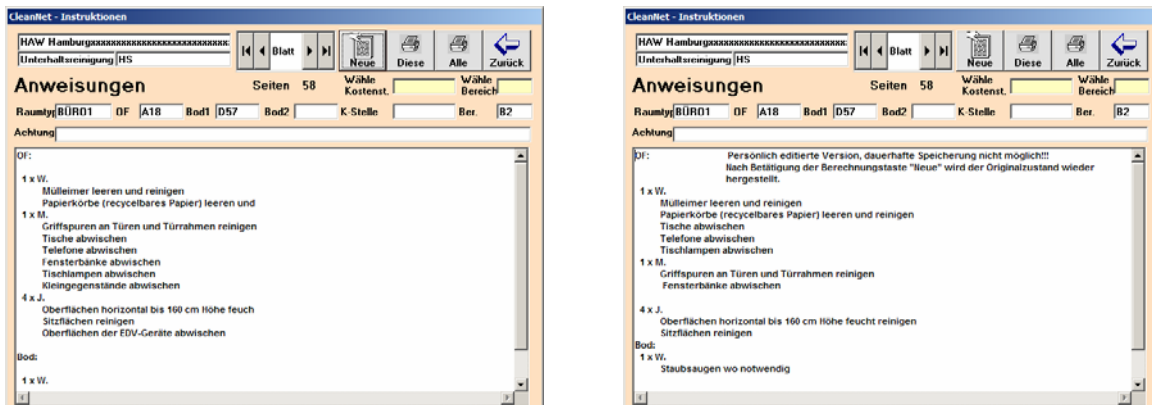 CleanNet - Instruktionen
HAW Hamburgxxxxxxxxxxxxxxxxxxxxxxxxxxxxx
Unterhaltsreinigung HS
Blatt
Neue Diese Alle Zurück
Anweisungen Seiten 58 Wähle Kostenst. Wähle Bereich
Raumtyp BÜRO1 OF A18 Bod1 D57 Bod2 K-Stelle Ber. B2
Achtung
OF:
1 x W.
Mülleimer leeren und reinigen
Papierkörbe (recycelbares Papier) leeren und
1 x M.
Griffspuren an Türen und Türrahmen reinigen
Tische abwischen
Telefone abwischen
Fensterbänke abwischen
Tischlampen abwischen
Kleingegenstände abwischen
4 x J.
Oberflächen horizontal bis 160 cm Höhe feuch
Sitzflächen reinigen
Oberflächen der EDV-Geräte abwischen
Bod:
1 x W.
CleanNet - Instruktionen
HAW Hamburgxxxxxxxxxxxxxxxxxxxxxxxxxxxxx
Unterhaltsreinigung HS
Blatt
Neue Diese Alle Zurück
Anweisungen Seiten 58 Wähle Kostenst. Wähle Bereich
Raumtyp BÜRO1 OF A18 Bod1 D57 Bod2 K-Stelle Ber. B2
Achtung
OF: Persönlich editierte Version, dauerhafte Speicherung nicht möglich!!!
Nach Betätigung der Berechnungstaste "Neue" wird der Originalzustand wieder
hergestellt.
1 x W.
Mülleimer leeren und reinigen
Papierkörbe (recycelbares Papier) leeren und reinigen
Tische abwischen
Telefone abwischen
Tischlampen abwischen
1 x M.
Griffspuren an Türen und Türrahmen reinigen
Fensterbänke abwischen
4 x J.
Oberflächen horizontal bis 160 cm Höhe feucht reinigen
Sitzflächen reinigen
Bod:
1 x W.
Staubsaugen wo notwendig